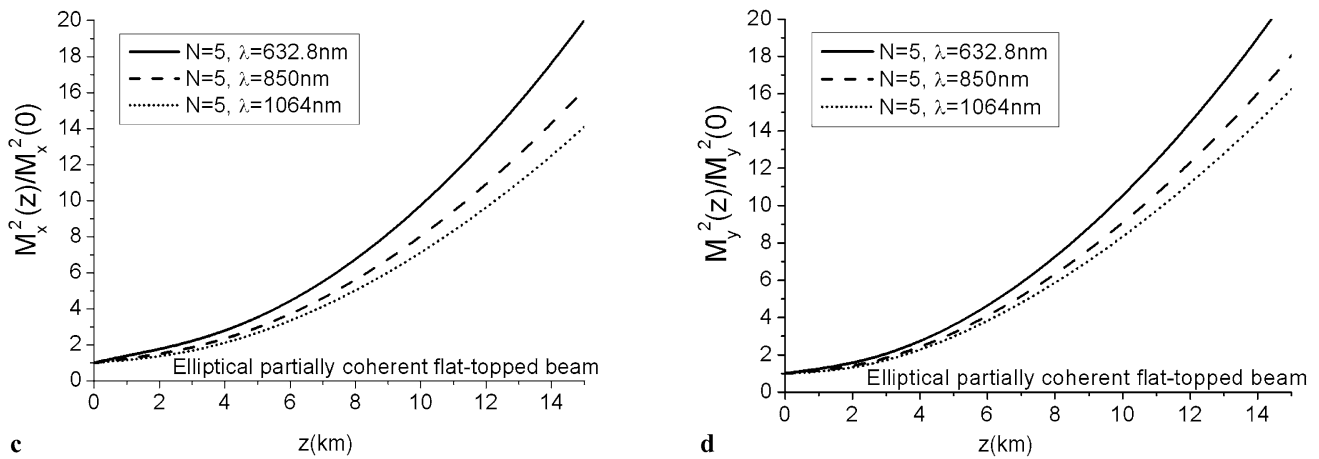 20
18
16
14
12
10
8
6
4
2
0
M_x^2(z)/M_x^2(0)
N=5, λ=632.8nm
N=5, λ=850nm
N=5, λ=1064nm
Elliptical partially coherent flat-topped beam
0 2 4 6 8 10 12 14
z(km)
c
20
18
16
14
12
10
8
6
4
2
0
M_y^2(z)/M_y^2(0)
N=5, λ=632.8nm
N=5, λ=850nm
N=5, λ=1064nm
Elliptical partially coherent flat-topped beam
0 2 4 6 8 10 12 14
z(km)
d